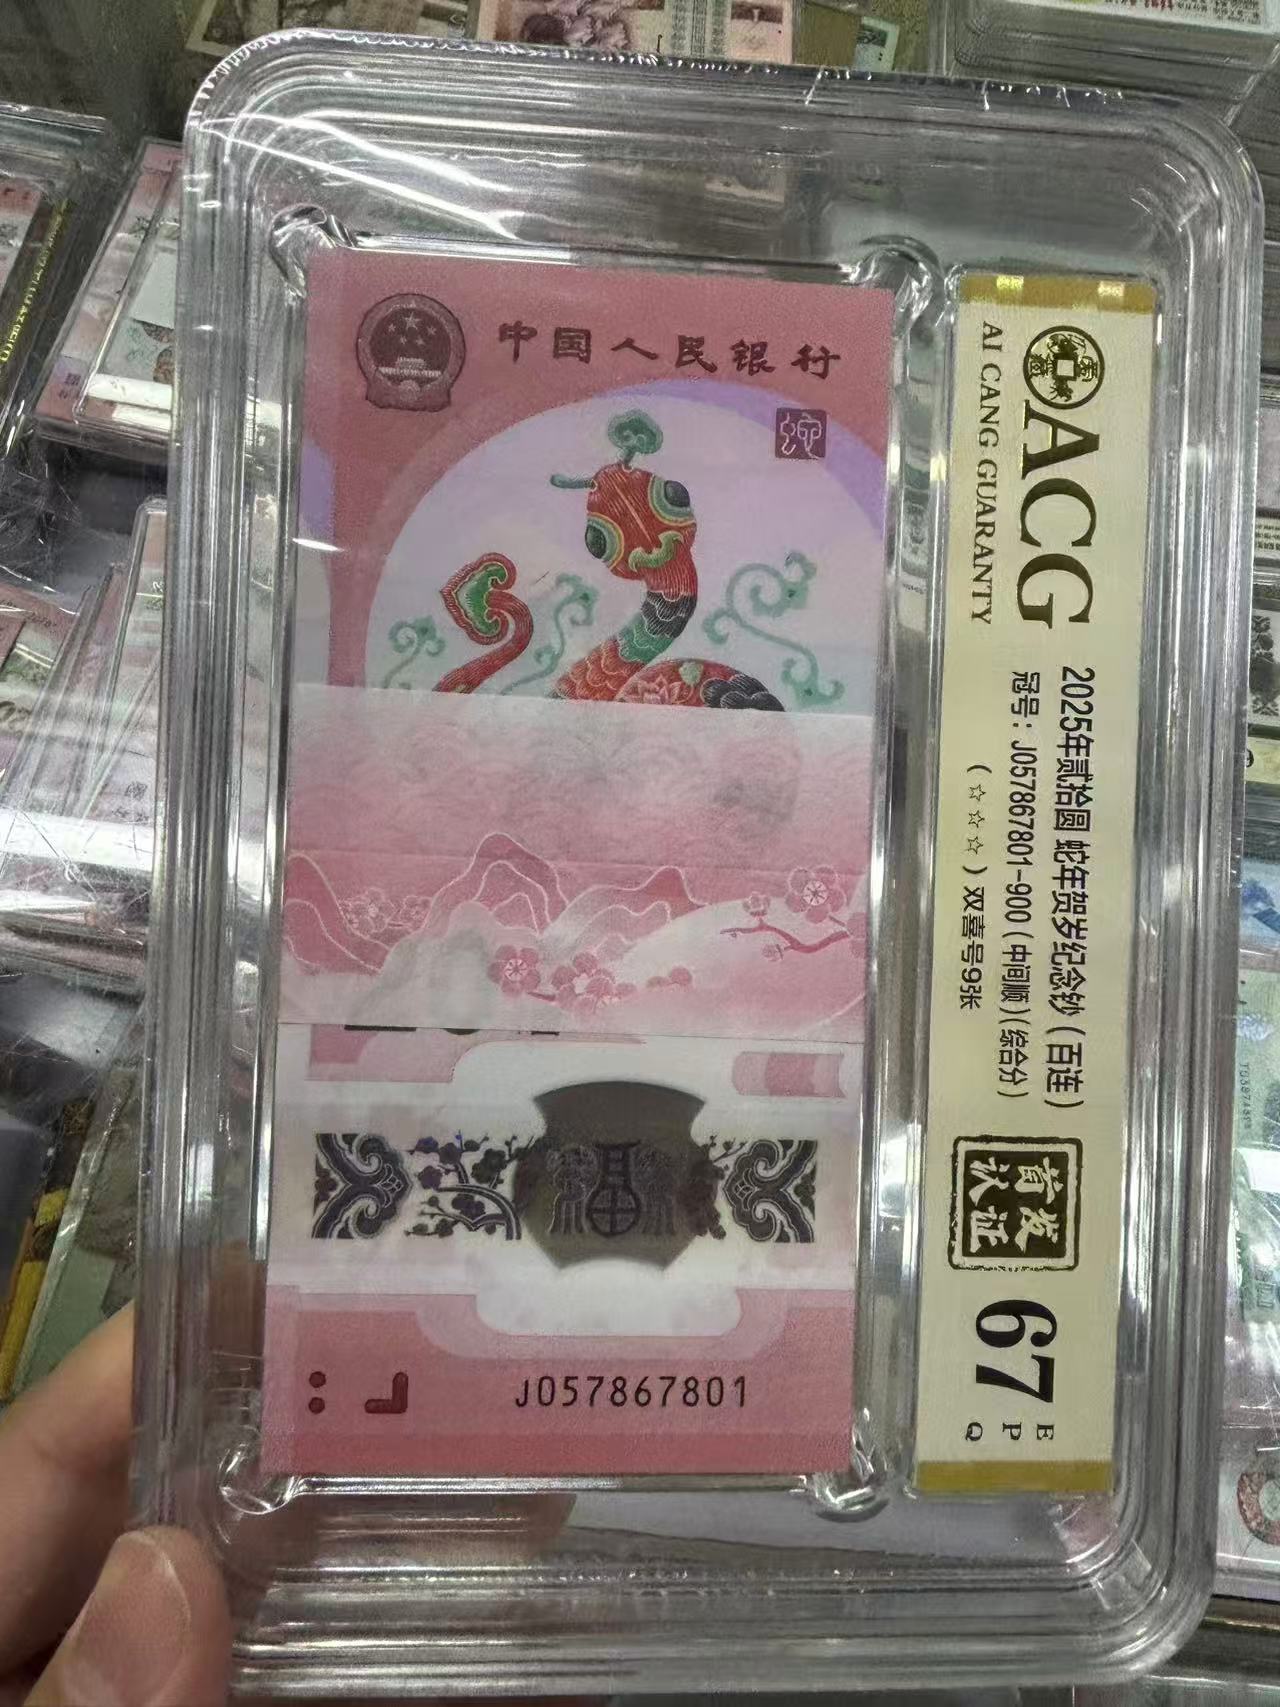 中国人民银行
J057867801
ACG
AI CANG GUARANTY
2025年贰拾圆 蛇年贺岁纪念钞（百连）
冠号：J057867801-900（中间顺）（综合分）
（☆☆☆）双喜号9张
首发
认证
67
EPQ